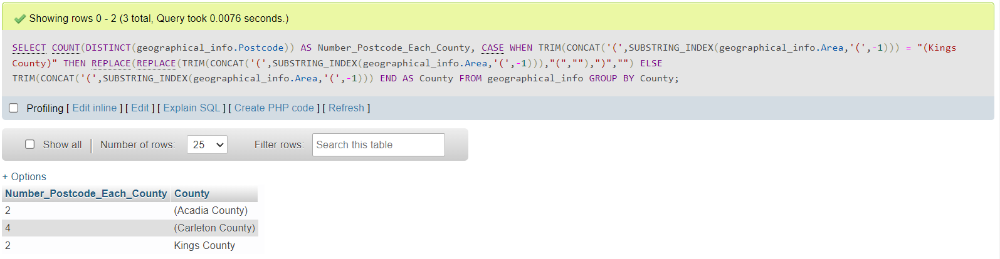 Showing rows 0 - 2 (3 total, Query took 0.0076 seconds.)
SELECT COUNT(DISTINCT(geographical_info.Postcode)) AS Number_Postcode_Each_County, CASE WHEN TRIM(CONCAT('(',SUBSTRING_INDEX(geographical_info.Area,'(',-1))) = "(Kings
County)" THEN REPLACE(REPLACE(TRIM(CONCAT('(',SUBSTRING_INDEX(geographical_info.Area,'(',-1))),"(",""),")","") ELSE
TRIM(CONCAT('(',SUBSTRING_INDEX(geographical_info.Area,'(',-1))) END AS County FROM geographical_info GROUP BY County;
Profiling [ Edit inline ] [ Edit ] [ Explain SQL ] [ Create PHP code ] [ Refresh ]
Show all | Number of rows: 25 Filter rows: Search this table
+ Options
Number_Postcode_Each_County County
2 (Acadia County)
4 (Carleton County)
2 Kings County